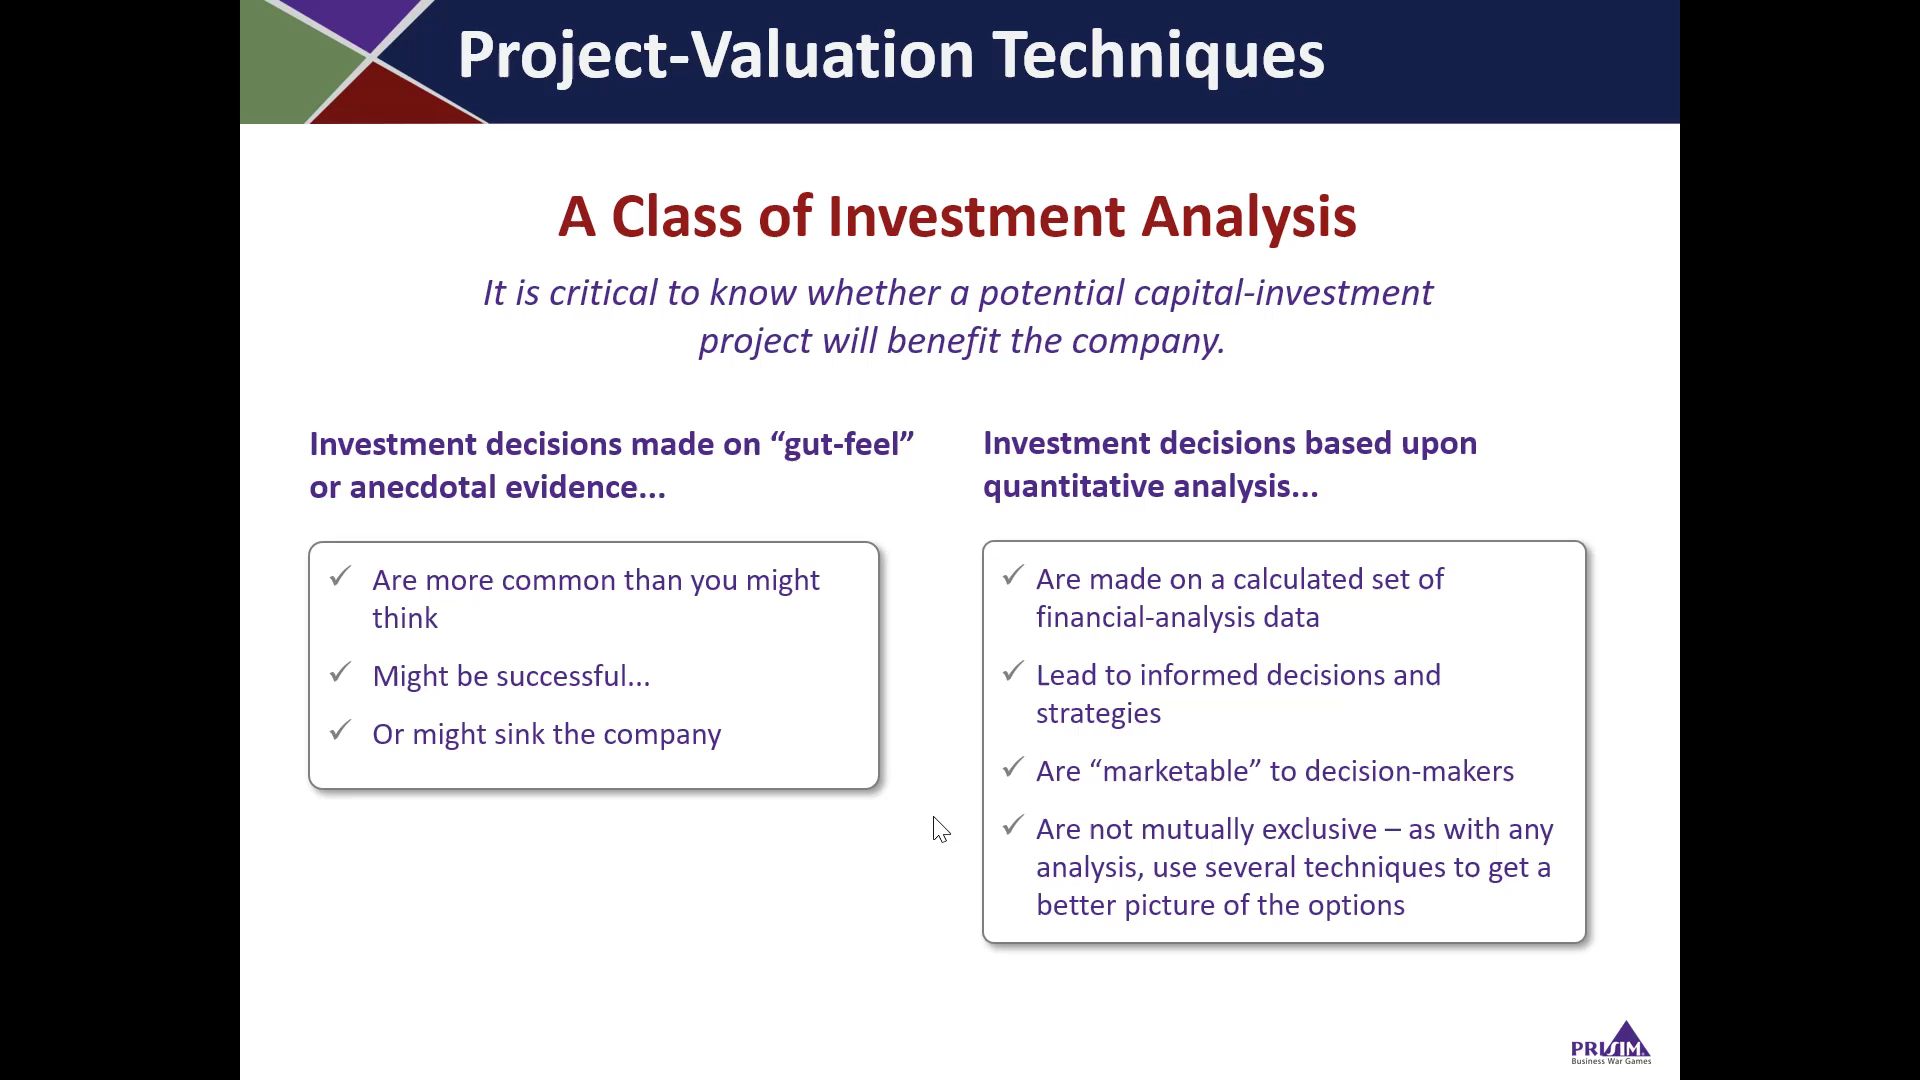 Project-Valuation Techniques
A Class of Investment Analysis
It is critical to know whether a potential capital-investment
project will benefit the company.
Investment decisions made on “gut-feel”
or anecdotal evidence...
Are more common than you might
think
Might be successful...
Or might sink the company
Investment decisions based upon
quantitative analysis...
Are made on a calculated set of
financial-analysis data
Lead to informed decisions and
strategies
Are “marketable” to decision-makers
Are not mutually exclusive – as with any
analysis, use several techniques to get a
better picture of the options
PRISIM
Business War Games